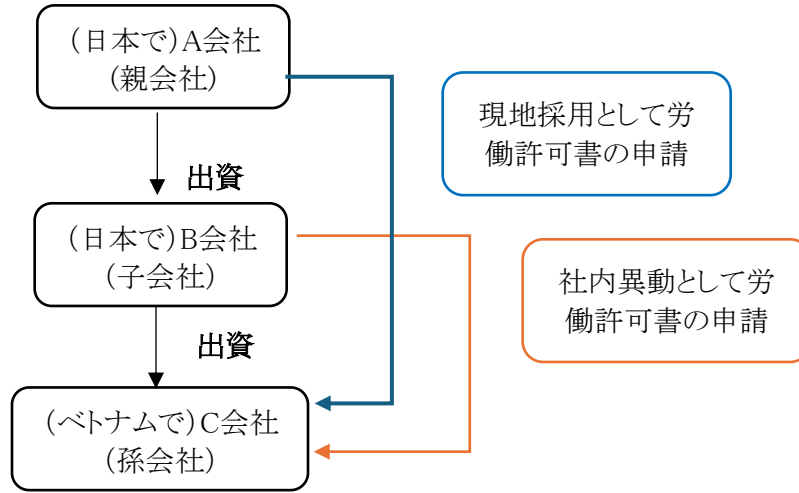 (日本で)A会社
(親会社)
現地採用として労
働許可書の申請
出資
(日本で)B会社
(子会社)
社内異動として労
働許可書の申請
出資
(ベトナムで)C会社
(孫会社)